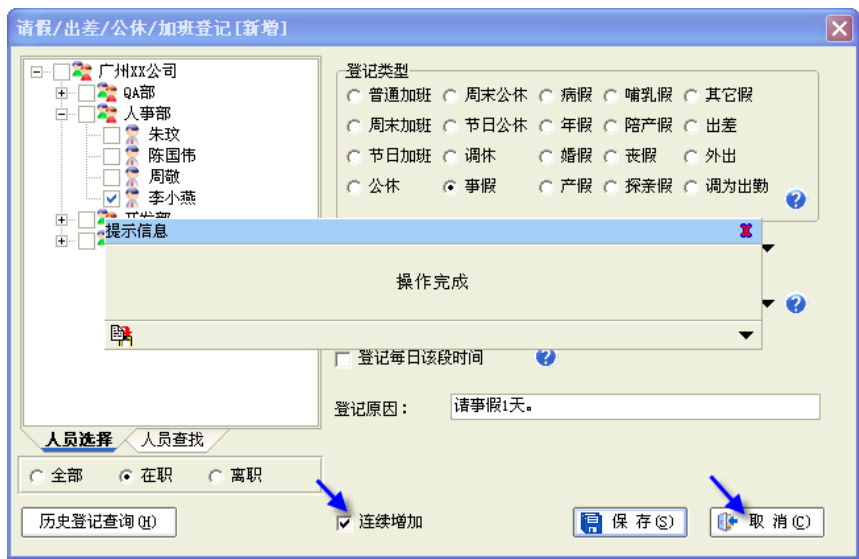 请假/出差/公休/加班登记[新增]
广州XX公司
QA部
人事部
朱玟
陈国伟
周敬
李小燕
开发部
登记类型
普通加班 周末公休 病假 哺乳假 其它假
周末加班 节日公休 年假 陪产假 出差
节日加班 调休 婚假 丧假 外出
公休 事假 产假 探亲假 调为出勤
提示信息
操作完成
登记每日该段时间
登记原因： 请事假1天。
人员选择 人员查找
全部 在职 离职
历史登记查询(H) 连续增加 保存(S) 取消(C)